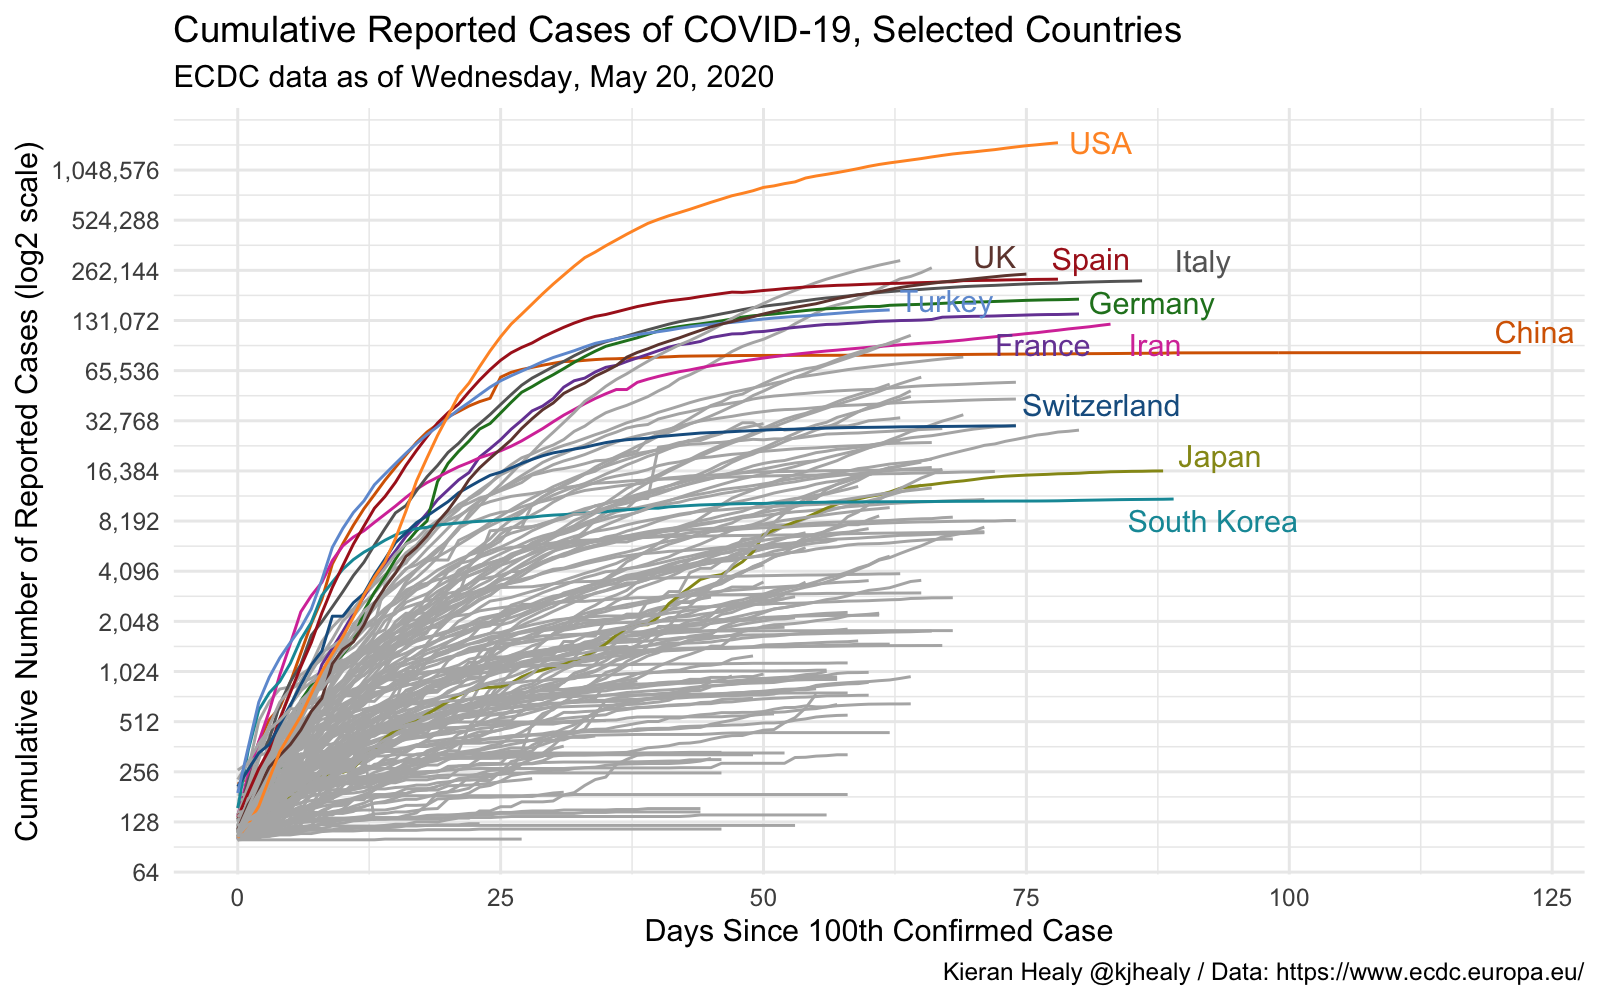 Cumulative Reported Cases of COVID-19, Selected Countries
ECDC data as of Wednesday, May 20, 2020
Cumulative Number of Reported Cases (log2 scale)
1,048,576
524,288
262,144
131,072
65,536
32,768
16,384
8,192
4,096
2,048
1,024
512
256
128
64
USA
UK
Spain
Italy
Turkey
Germany
China
France
Iran
Switzerland
Japan
South Korea
0
25
50
75
100
125
Days Since 100th Confirmed Case
Kieran Healy @kjhealy / Data: https://www.ecdc.europa.eu/